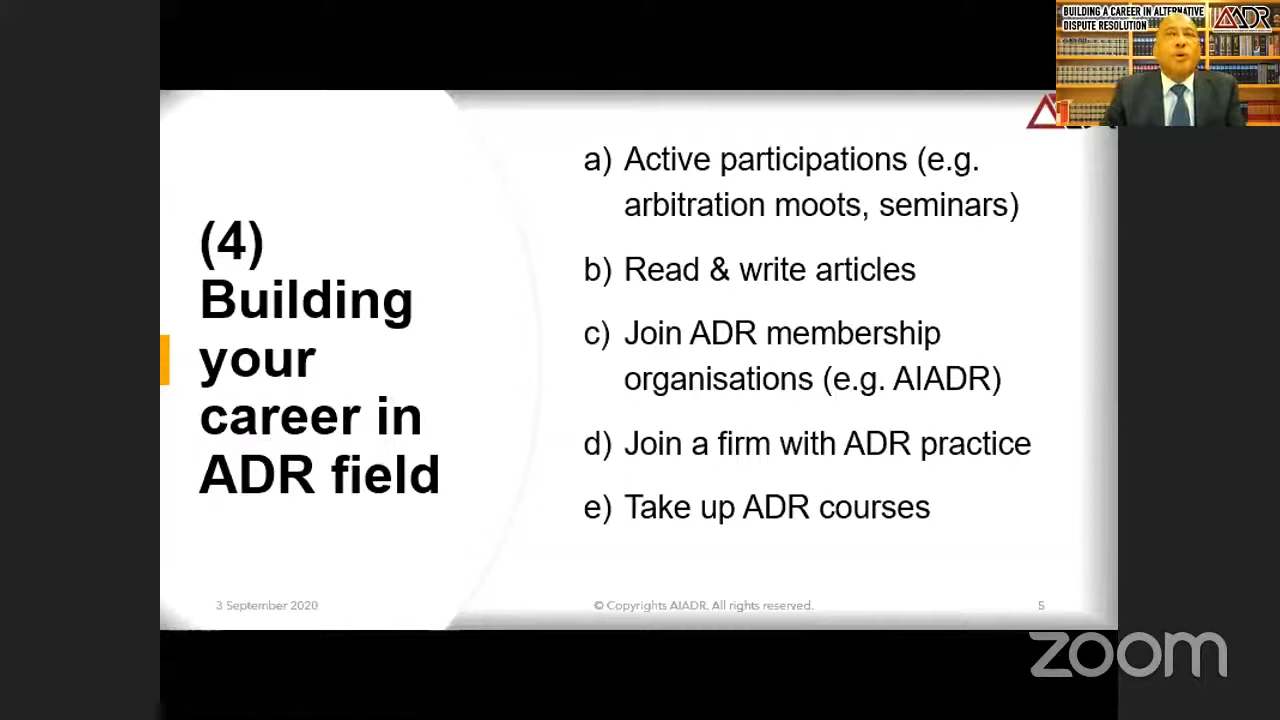 BUILDING A CAREER IN ALTERNATIVE
DISPUTE RESOLUTION
ADR
(4)
Building
your
career in
ADR field
a) Active participations (e.g.
arbitration moots, seminars)
b) Read & write articles
c) Join ADR membership
organisations (e.g. AIADR)
d) Join a firm with ADR practice
e) Take up ADR courses
3 September 2020
© Copyrights AIADR, All rights reserved.
5
zoom